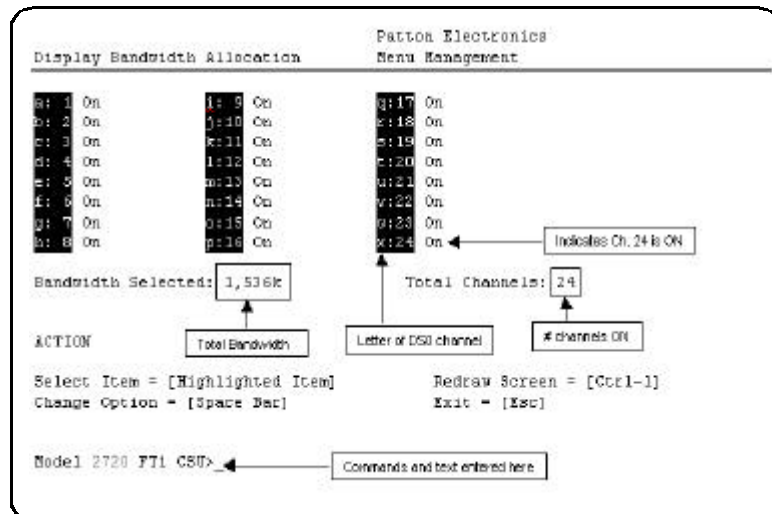 Patton Electronics
Display Bandwidth Allocation Menu Management
a: 1 On i: 9 On q:17 On
b: 2 On j:10 On r:18 On
c: 3 On k:11 On s:19 On
d: 4 On l:12 On t:20 On
e: 5 On m:13 On u:21 On
f: 6 On n:14 On v:22 On
g: 7 On o:15 On w:23 On
h: 8 On p:16 On x:24 On Indicates Ch. 24 is ON
Bandwidth Selected: 1,536k Total Channels: 24
ACTION Total Bandwidth Letter of DS0 channel # channels ON
Select Item = [Highlighted Item] Redraw Screen = [Ctrl-l]
Change Option = [Space Bar] Exit = [Esc]
Model 2720 FT1 CSU>_ Commands and text entered here